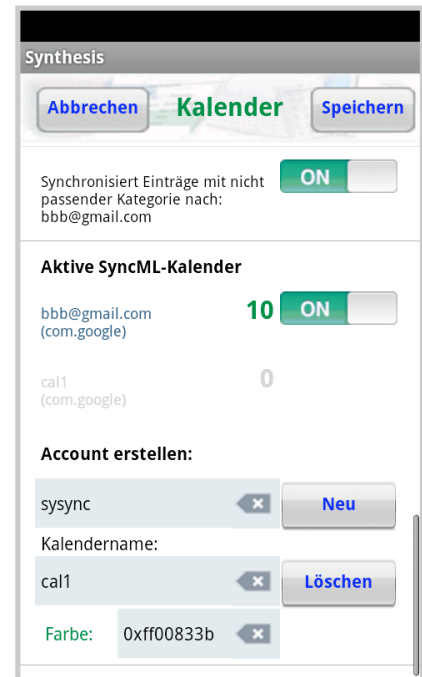 Synthesis
Abbrechen Kalender Speichern
Synchronisiert Einträge mit nicht ON
passender Kategorie nach:
bbb@gmail.com
Aktive SyncML-Kalender
bbb@gmail.com 10 ON
(com.google)
cal1 0
(com.google)
Account erstellen:
sysync Neu
Kalendername:
cal1 Löschen
Farbe: 0xff00833b